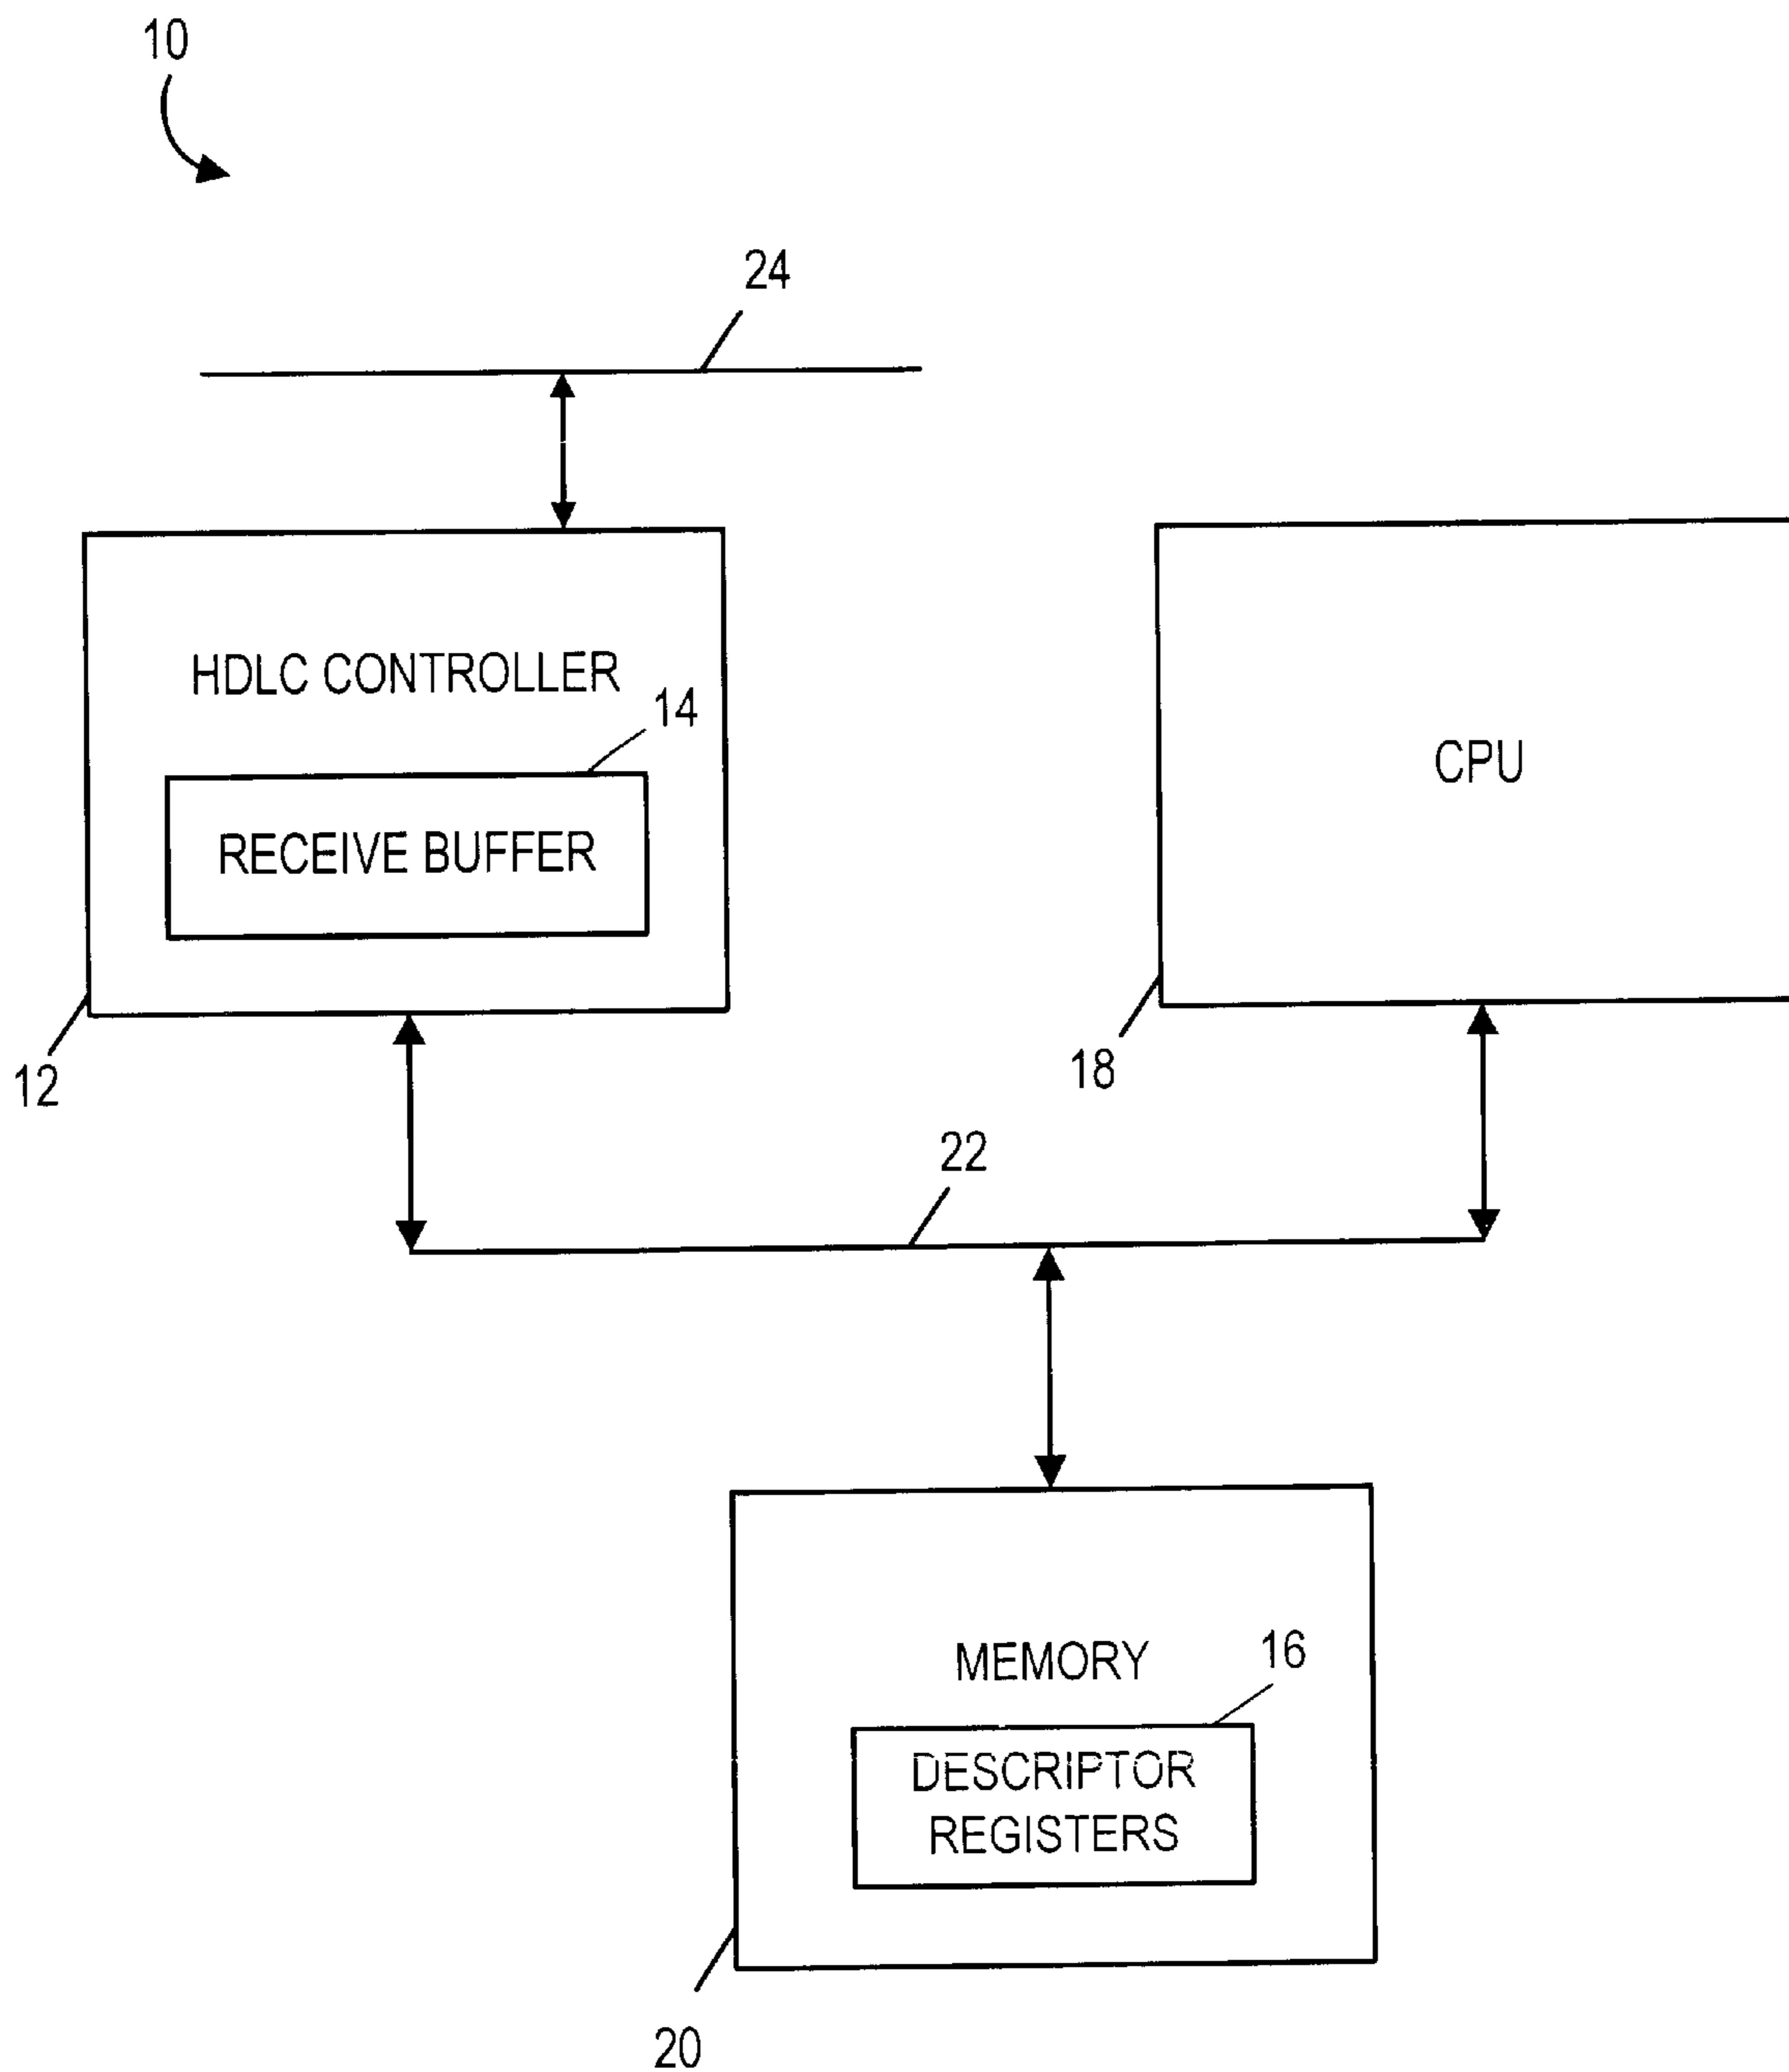 10
24
HDLC CONTROLLER
14
RECEIVE BUFFER
12
CPU
18
22
MEMORY
16
DESCRIPTOR
REGISTERS
20